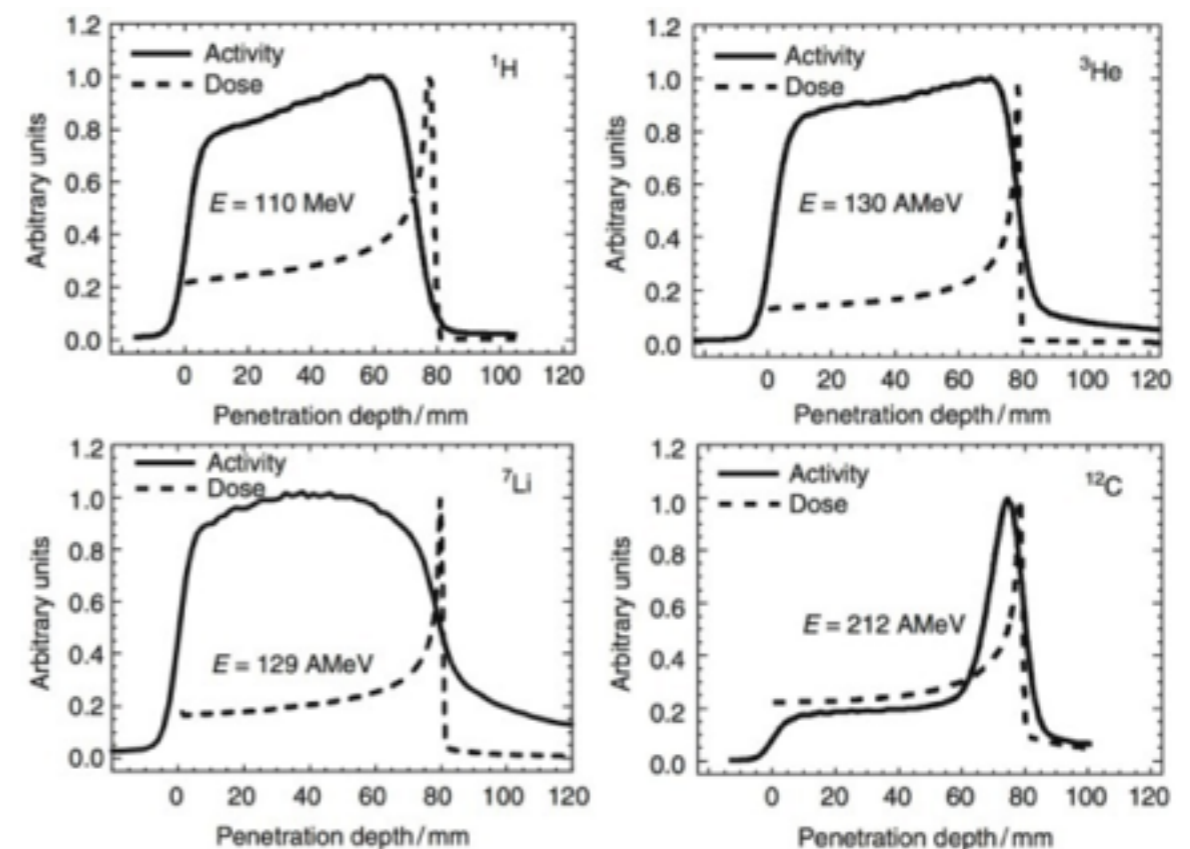 1.2
1.0
0.8
0.6
0.4
0.2
0.0
Arbitrary units
Activity
Dose
¹H
E = 110 MeV
0 20 40 60 80 100 120
Penetration depth/mm
1.2
1.0
0.8
0.6
0.4
0.2
0.0
Arbitrary units
Activity
Dose
³He
E = 130 AMeV
0 20 40 60 80 100 120
Penetration depth/mm
1.2
1.0
0.8
0.6
0.4
0.2
0.0
Arbitrary units
Activity
Dose
⁷Li
E = 129 AMeV
0 20 40 60 80 100 120
Penetration depth/mm
1.2
1.0
0.8
0.6
0.4
0.2
0.0
Arbitrary units
Activity
Dose
¹²C
E = 212 AMeV
0 20 40 60 80 100 120
Penetration depth/mm